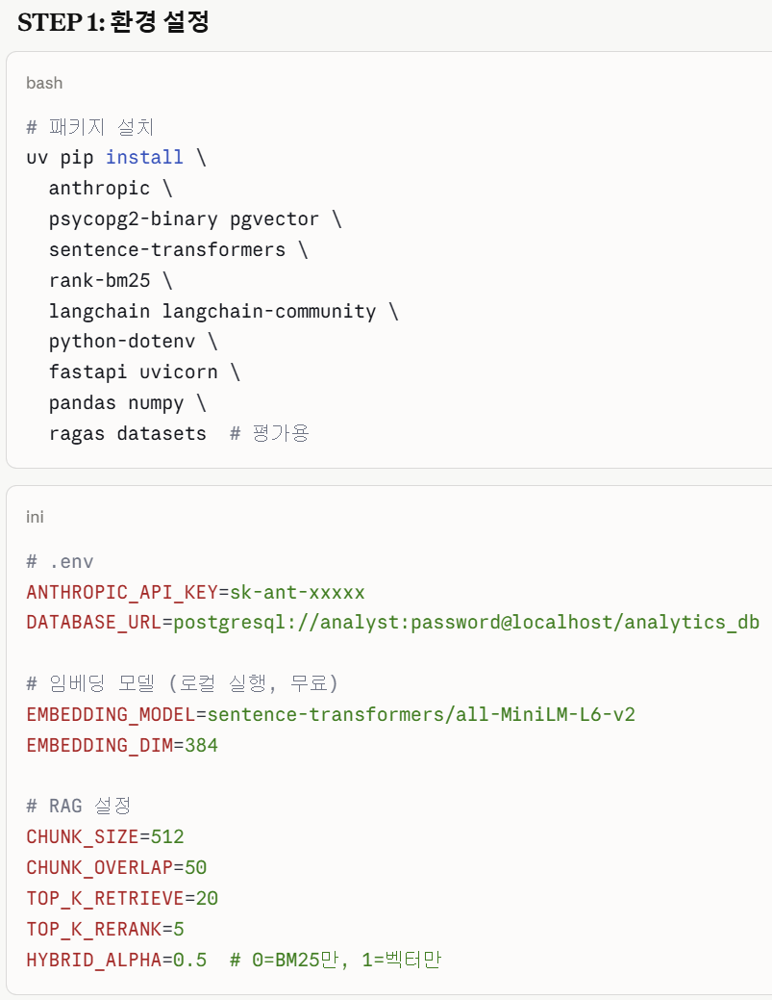 STEP 1: 환경 설정
bash
# 패키지 설치
uv pip install \
anthropic \
psycopg2-binary pgvector \
sentence-transformers \
rank-bm25 \
langchain langchain-community \
python-dotenv \
fastapi uvicorn \
pandas numpy \
ragas datasets  # 평가용
ini
# .env
ANTHROPIC_API_KEY=sk-ant-xxxxx
DATABASE_URL=postgresql://analyst:password@localhost/analytics_db
# 임베딩 모델 (로컬 실행, 무료)
EMBEDDING_MODEL=sentence-transformers/all-MiniLM-L6-v2
EMBEDDING_DIM=384
# RAG 설정
CHUNK_SIZE=512
CHUNK_OVERLAP=50
TOP_K_RETRIEVE=20
TOP_K_RERANK=5
HYBRID_ALPHA=0.5  # 0=BM25만, 1=벡터만